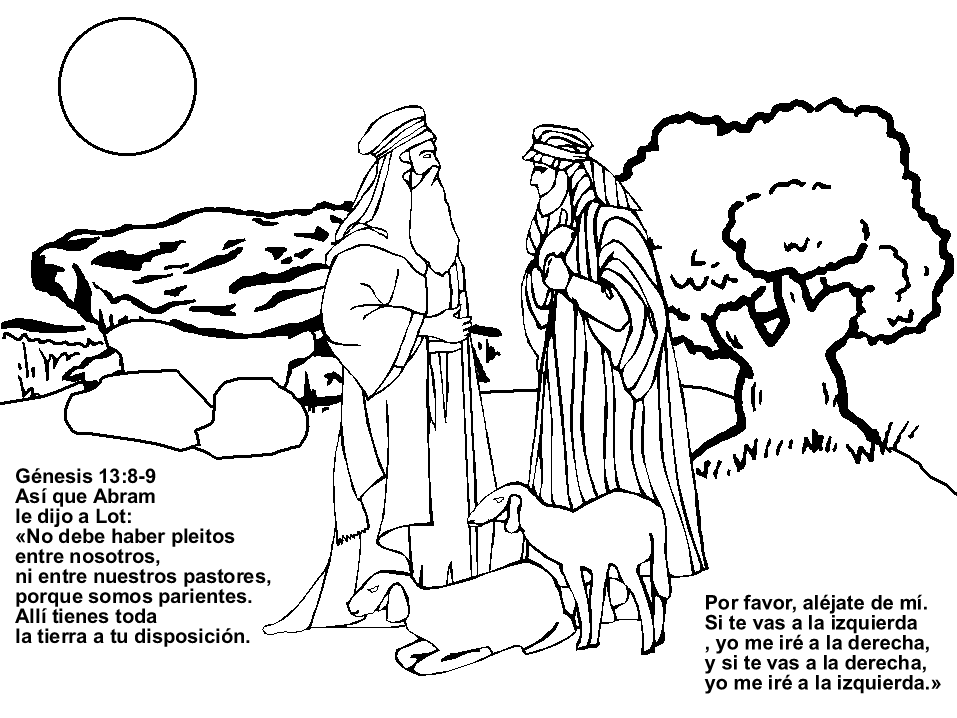 Génesis 13:8-9
Así que Abram
le dijo a Lot:
«No debe haber pleitos
entre nosotros,
ni entre nuestros pastores,
porque somos parientes.
Allí tienes toda
la tierra a tu disposición.
Por favor, aléjate de mí.
Si te vas a la izquierda
, yo me iré a la derecha,
y si te vas a la derecha,
yo me iré a la izquierda.»